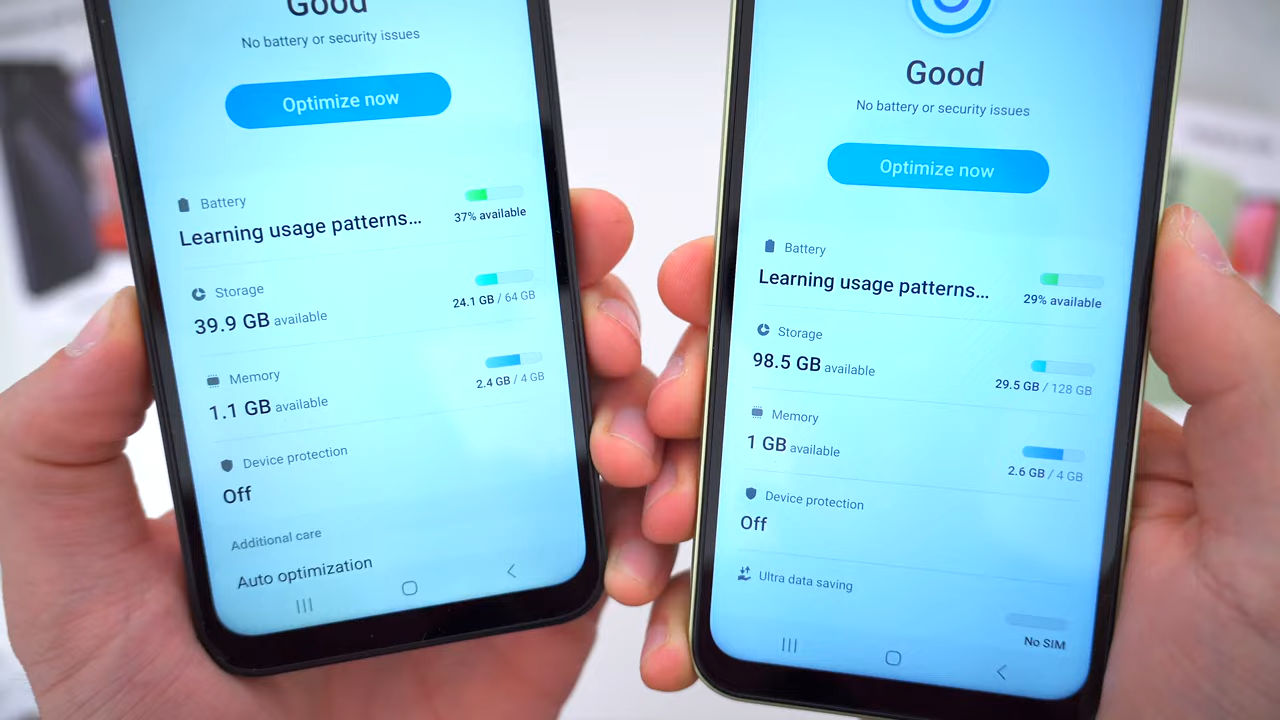 Good
No battery or security issues
Optimize now
Battery
Learning usage patterns...
37% available
Storage
39.9 GB available
24.1 GB / 64 GB
Memory
1.1 GB available
2.4 GB / 4 GB
Device protection
Off
Additional care
Auto optimization
Good
No battery or security issues
Optimize now
Battery
Learning usage patterns...
29% available
Storage
98.5 GB available
29.5 GB / 128 GB
Memory
1 GB available
2.6 GB / 4 GB
Device protection
Off
Ultra data saving
No SIM